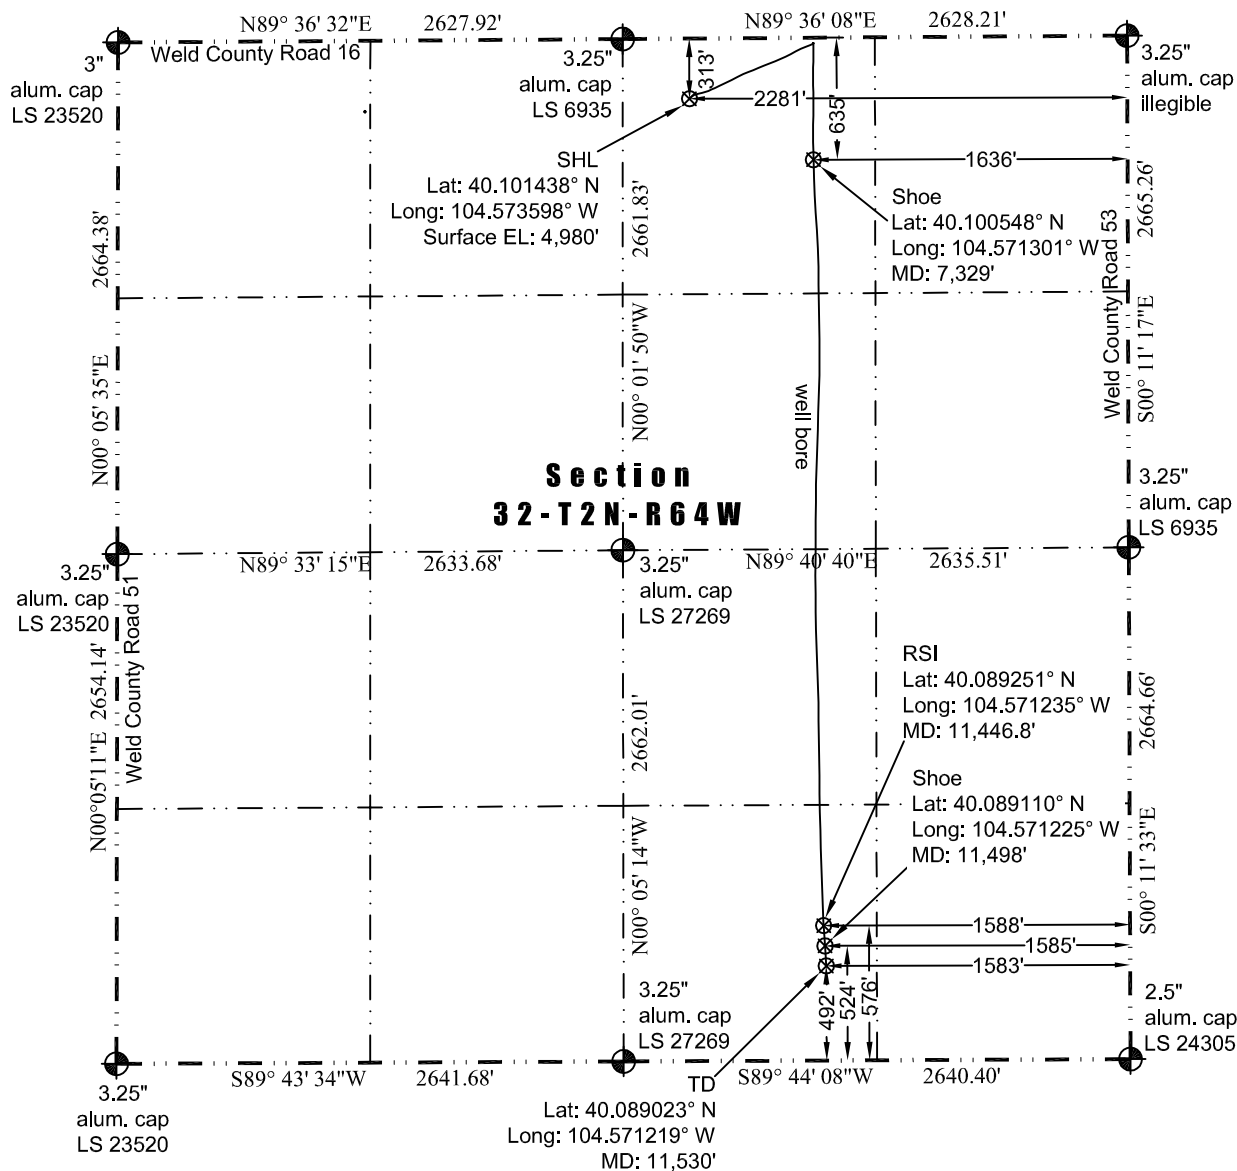 N89° 36' 32"E
2627.92'
N89° 36' 08"E
2628.21'
Weld County Road 16
3"
alum. cap
LS 23520
3.25"
alum. cap
LS 6935
3.25"
alum. cap
illegible
313'
2281'
635'
1636'
SHL
Lat: 40.101438° N
Long: 104.573598° W
Surface EL: 4,980'
Shoe
Lat: 40.100548° N
Long: 104.571301° W
MD: 7,329'
2664.38'
2661.83'
2665.26'
Weld County Road 53
N00° 05' 35"E
N00° 01' 50"W
S00° 11' 17"E
well bore
Section
32-T2N-R64W
3.25"
alum. cap
LS 6935
N89° 33' 15"E
2633.68'
N89° 40' 40"E
2635.51'
3.25"
alum. cap
LS 23520
3.25"
alum. cap
LS 27269
Weld County Road 51
N00°05'11"E 2654.14'
2662.01'
2664.66'
RSI
Lat: 40.089251° N
Long: 104.571235° W
MD: 11,446.8'
Shoe
Lat: 40.089110° N
Long: 104.571225° W
MD: 11,498'
N00° 05' 14"W
S00° 11' 33"E
1588'
1585'
1583'
492'
524'
576'
3.25"
alum. cap
LS 27269
2.5"
alum. cap
LS 24305
S89° 43' 34"W
2641.68'
S89° 44' 08"W
2640.40'
3.25"
alum. cap
LS 23520
TD
Lat: 40.089023° N
Long: 104.571219° W
MD: 11,530'